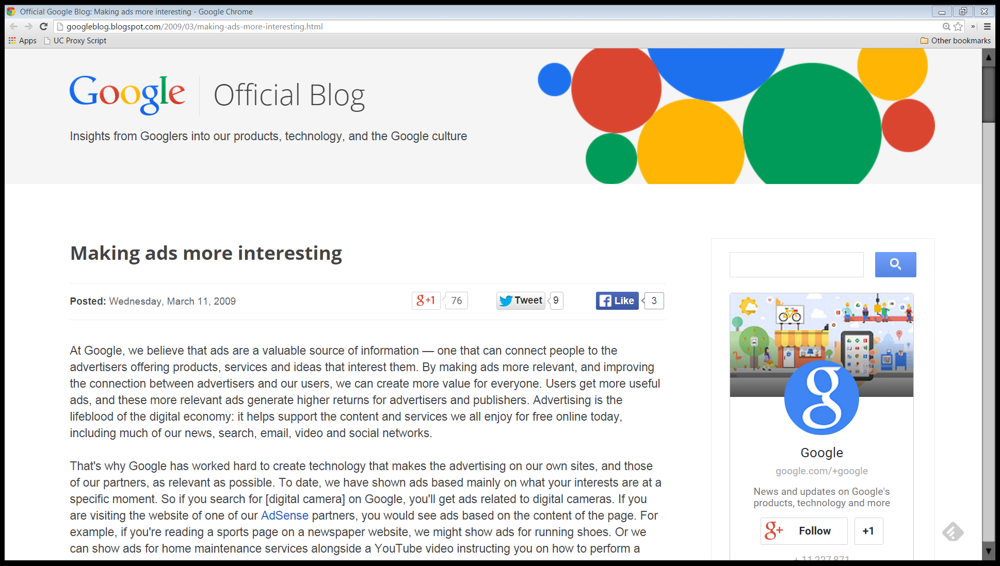 Official Google Blog: Making ads more interesting - Google Chrome
googleblog.blogspot.com/2009/03/making-ads-more-interesting.html
»
Apps UC Proxy Script Other bookmarks
Google Official Blog
Insights from Googlers into our products, technology, and the Google culture
Making ads more interesting
Posted: Wednesday, March 11, 2009
g+1 76 Tweet 9 Like 3
At Google, we believe that ads are a valuable source of information — one that can connect people to the
advertisers offering products, services and ideas that interest them. By making ads more relevant, and improving
the connection between advertisers and our users, we can create more value for everyone. Users get more useful
ads, and these more relevant ads generate higher returns for advertisers and publishers. Advertising is the
lifeblood of the digital economy: it helps support the content and services we all enjoy for free online today,
including much of our news, search, email, video and social networks.
That's why Google has worked hard to create technology that makes the advertising on our own sites, and those
of our partners, as relevant as possible. To date, we have shown ads based mainly on what your interests are at a
specific moment. So if you search for [digital camera] on Google, you'll get ads related to digital cameras. If you
are visiting the website of one of our AdSense partners, you would see ads based on the content of the page. For
example, if you're reading a sports page on a newspaper website, we might show ads for running shoes. Or we
can show ads for home maintenance services alongside a YouTube video instructing you on how to perform a
g
Google
google.com/+google
News and updates on Google's
products, technology and more
g+ Follow +1
+ 11,227,871